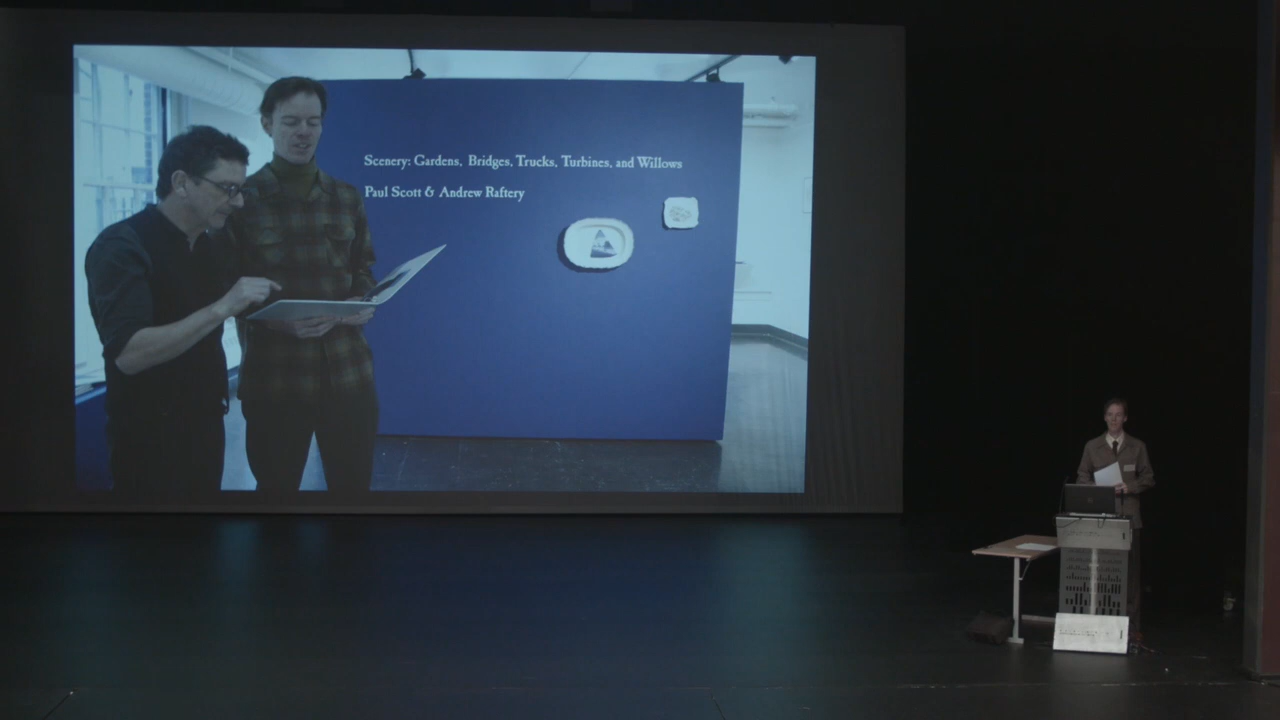 Scenery: Gardens, Bridges, Trucks, Turbines, and Willows
Paul Scott & Andrew Raftery